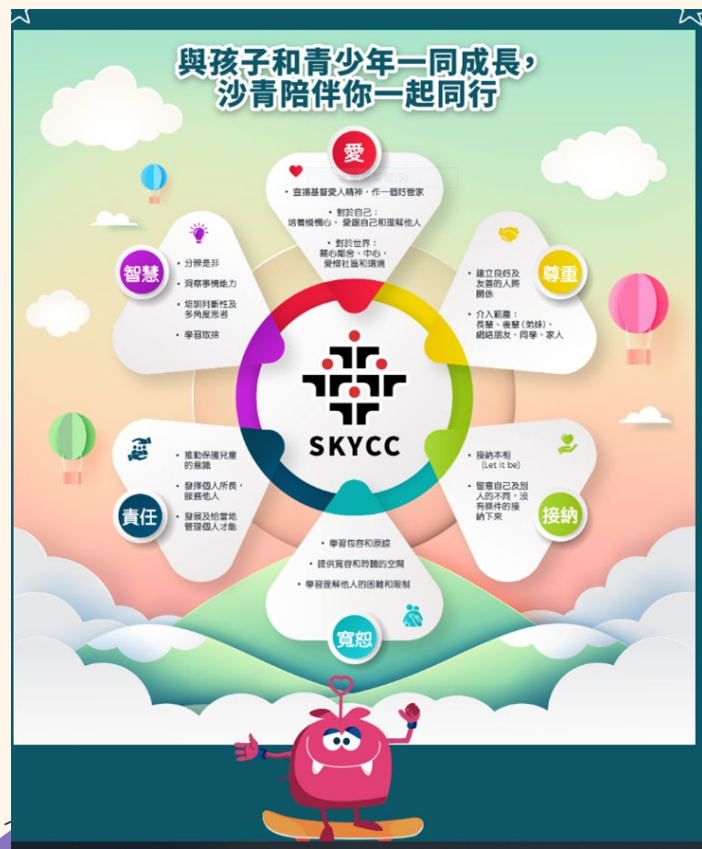 與孩子和青少年一同成長，
沙青陪伴你一起同行
愛
• 宣揚基督愛人精神，作一個好管家
• 對於自己：
培養憐憫心，愛錫自己和理解他人
• 對於世界：
關心鄰舍、中心，
愛惜社區和環境
尊重
• 建立良好及
友善的人際
關係
• 介入範圍：
長輩、後輩(弟妹)、
網絡朋友、同學、家人
接納
• 接納本相
(Let it be)
• 留意自己及別
人的不同，沒
有條件的接
納下來
寬恕
• 學習包容和原諒
• 提供寬容和聆聽的空間
• 學習理解他人的困難和限制
責任
• 推動保護兒童
的意識
• 發揮個人所長，
服務他人
• 發展及恰當地
管理個人才能
智慧
• 分辨是非
• 洞察事情能力
• 培訓判斷性及
多角度思考
• 學習取捨
SKYCC